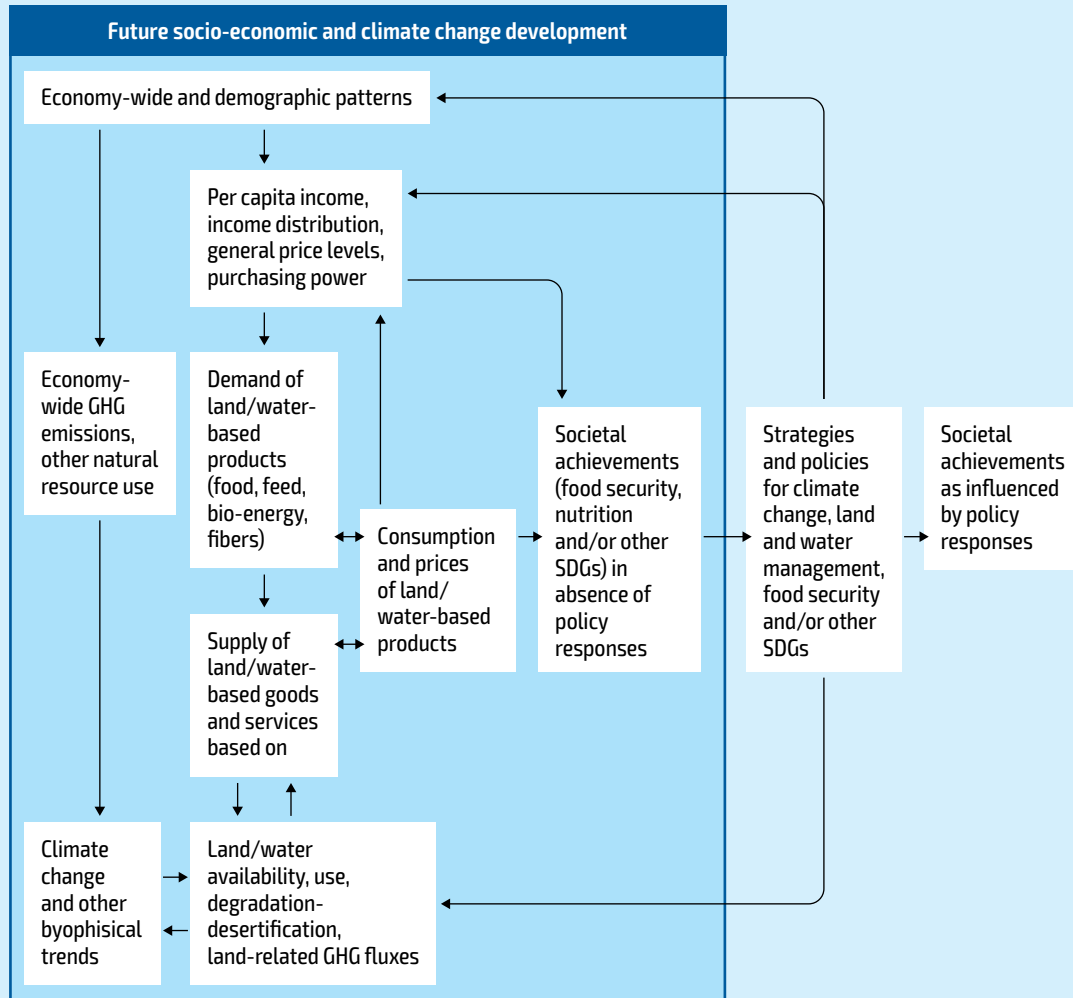 Future socio-economic and climate change development
Economy-wide and demographic patterns
Per capita income,
income distribution,
general price levels,
purchasing power
Economy-
wide GHG
emissions,
other natural
resource use
Demand of
land/water-
based
products
(food, feed,
bio-energy,
fibers)
Consumption
and prices
of land/
water-based
products
Societal
achievements
(food security,
nutrition
and/or other
SDGs) in
absence of
policy
responses
Strategies
and policies
for climate
change, land
and water
management,
food security
and/or other
SDGs
Societal
achievements
as influenced
by policy
responses
Supply of
land/water-
based goods
and services
based on
Climate
change
and other
byophisical
trends
Land/water
availability, use,
degradation-
desertification,
land-related GHG fluxes